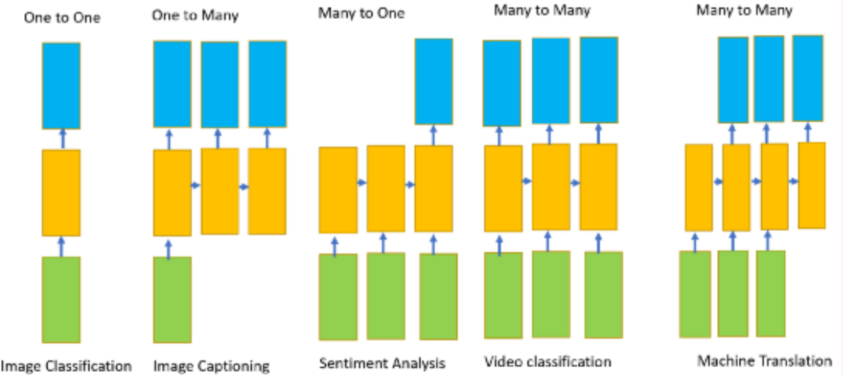 One to One
One to Many
Many to One
Many to Many
Many to Many
Image Classification
Image Captioning
Sentiment Analysis
Video classification
Machine Translation